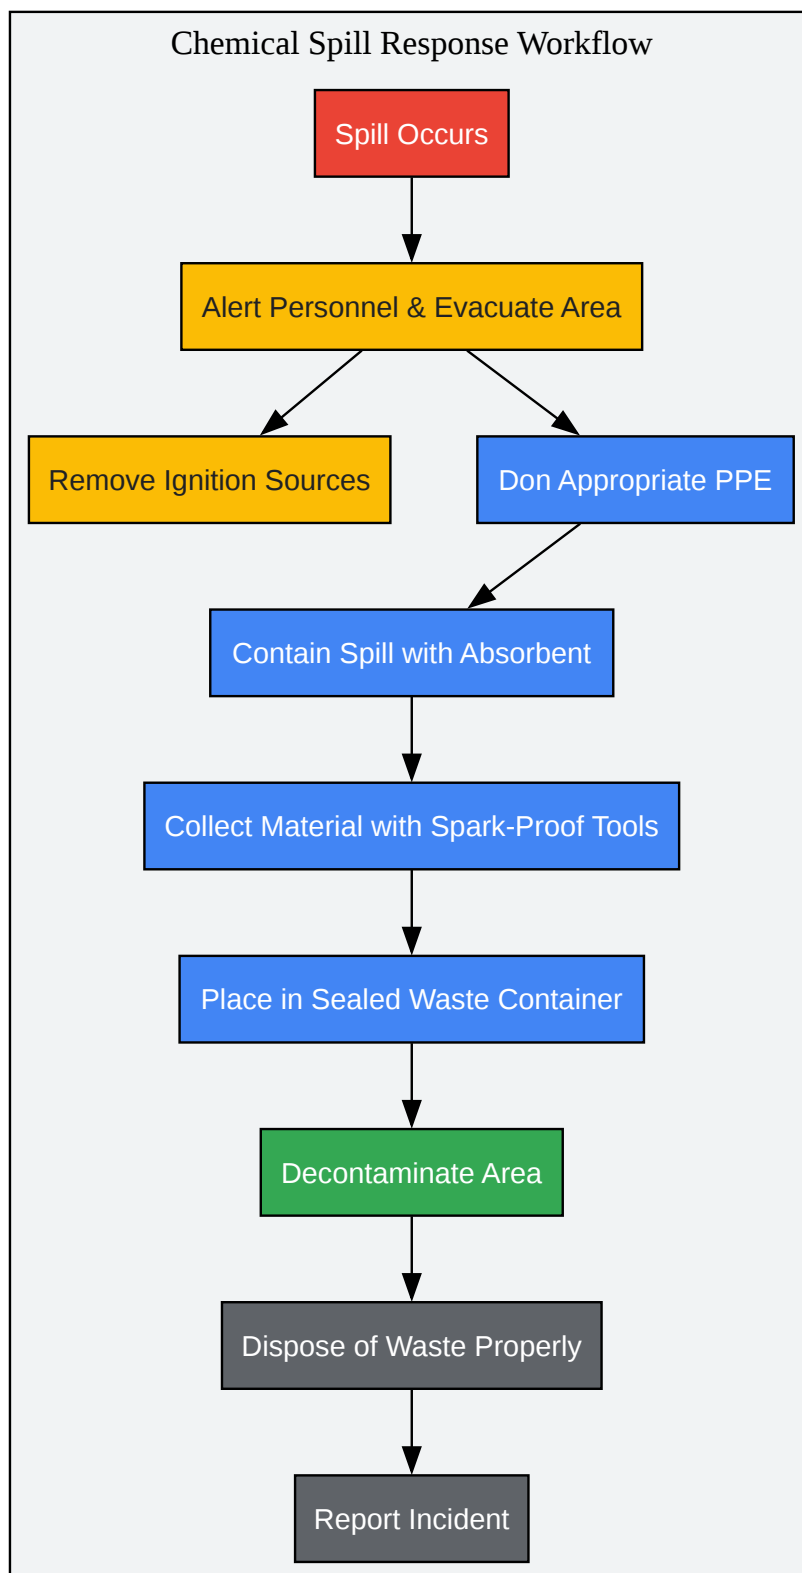 Chemical Spill Response Workflow
Spill Occurs
Alert Personnel & Evacuate Area
Remove Ignition Sources
Don Appropriate PPE
Contain Spill with Absorbent
Collect Material with Spark-Proof Tools
Place in Sealed Waste Container
Decontaminate Area
Dispose of Waste Properly
Report Incident